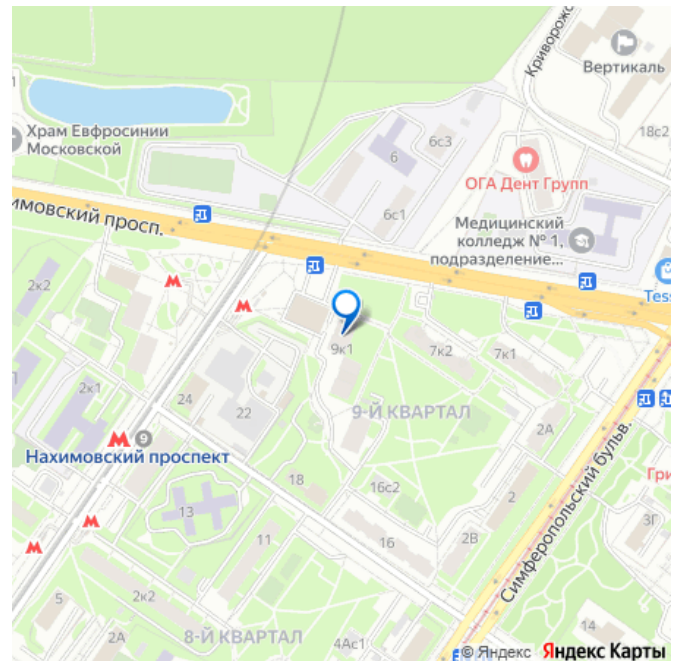 Криворожс
Вертикаль
1
Храм Евфросинии
Московской
6с3
6
18с2
ОГА Дент Групп
6с1
имовский просп.
Медицинский
колледж № 1,
подразделение...
2к2
Tess
9к1
7к2
7к1
2к1
24
22
9-Й КВАРТАЛ
2А
9
Нахимовский проспект
Симферопольский бульв.
Гри
18
16с2
2
13
3Г
11
16
2В
5
2к2
14
2А
8-Й КВАРТАЛ
4Ас1
© Яндекс Яндекс Карты